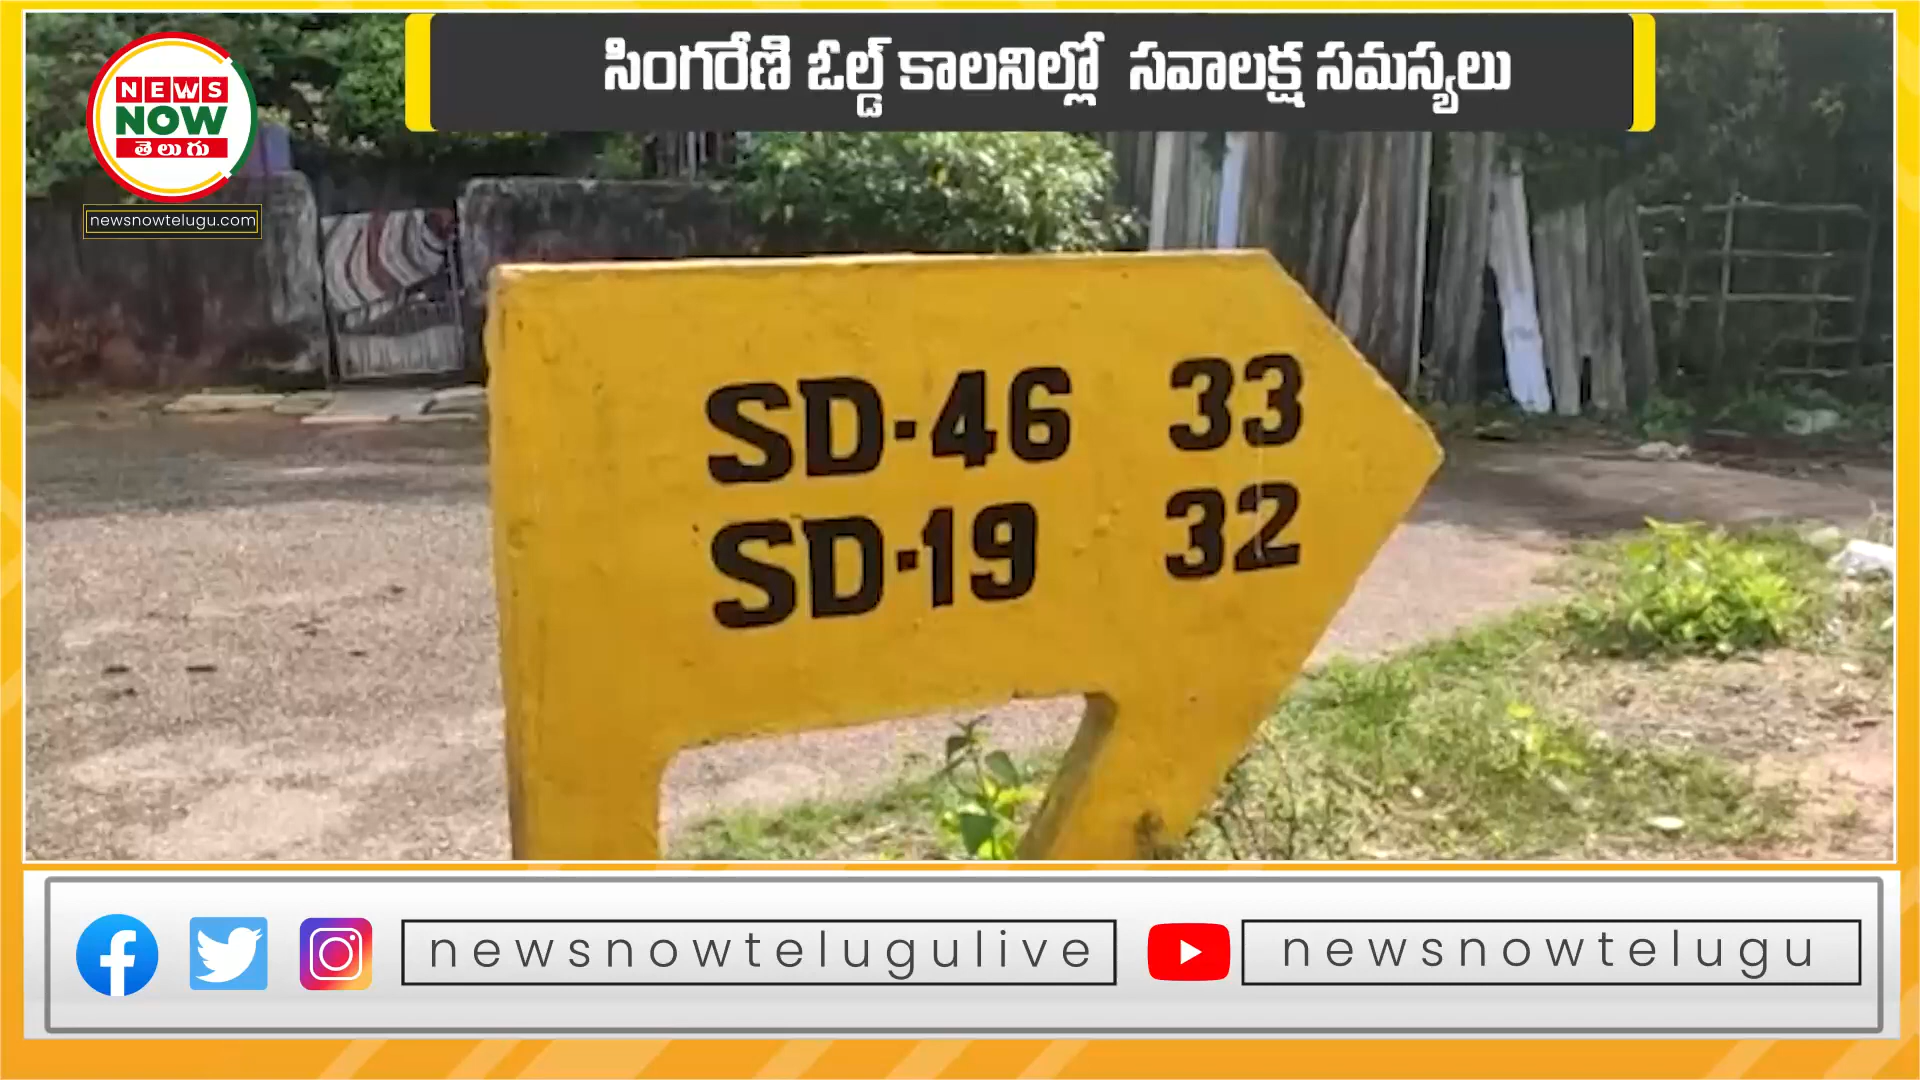 సింగరేణి ఓల్డ్ కాలనిల్లో సవాలక్ష సమస్యలు
NEWS
NOW
తెలుగు
newsnowtelugu.com
SD-46 33
SD-19 32
newsnowtelugulive
newsnowtelugu